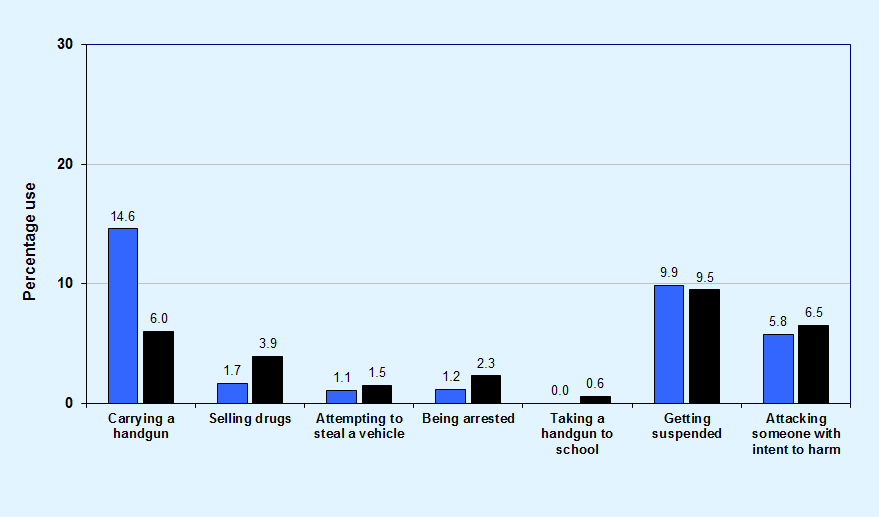 30
20
10
0
Percentage use
14.6
6.0
1.7
3.9
1.1
1.5
1.2
2.3
0.0
0.6
9.9
9.5
5.8
6.5
Carrying a
handgun
Selling drugs
Attempting to
steal a vehicle
Being arrested
Taking a
handgun to
school
Getting
suspended
Attacking
someone with
intent to harm